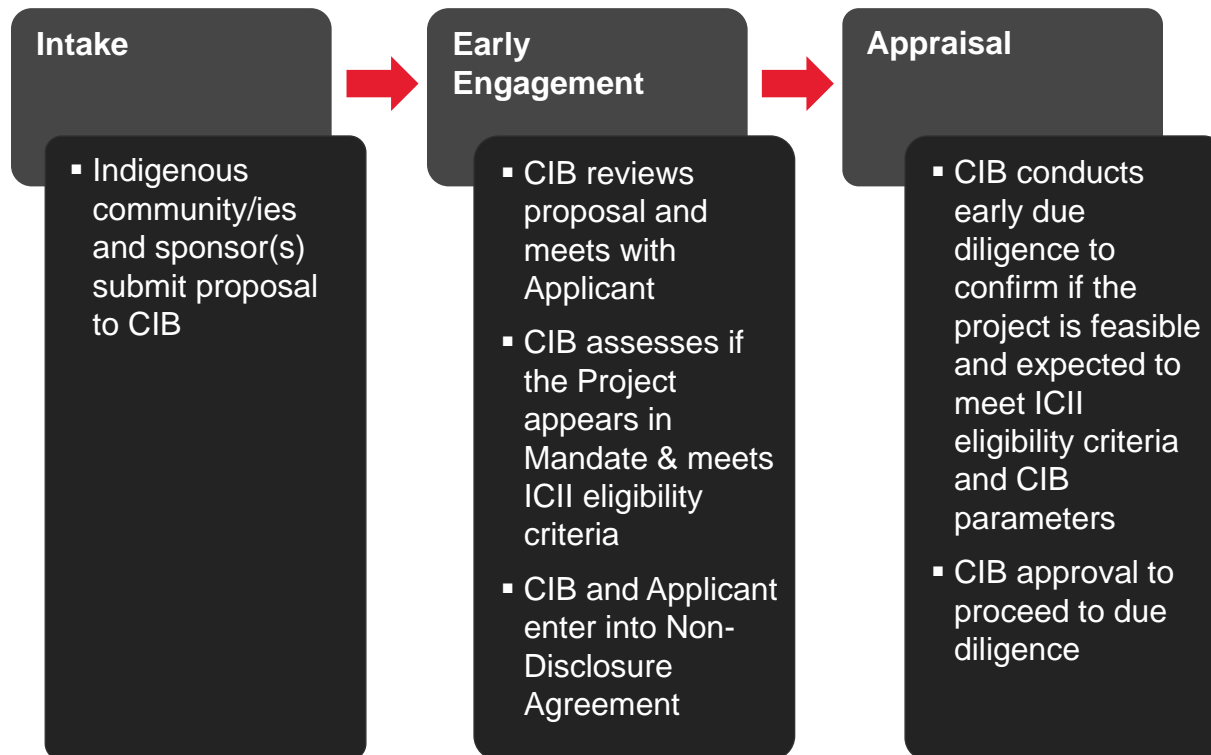 Intake
▪ Indigenous
community/ies
and sponsor(s)
submit proposal
to CIB
Early
Engagement
▪ CIB reviews
proposal and
meets with
Applicant
▪ CIB assesses if
the Project
appears in
Mandate & meets
ICII eligibility
criteria
▪ CIB and Applicant
enter into Non-
Disclosure
Agreement
Appraisal
▪ CIB conducts
early due
diligence to
confirm if the
project is feasible
and expected to
meet ICII
eligibility criteria
and CIB
parameters
▪ CIB approval to
proceed to due
diligence